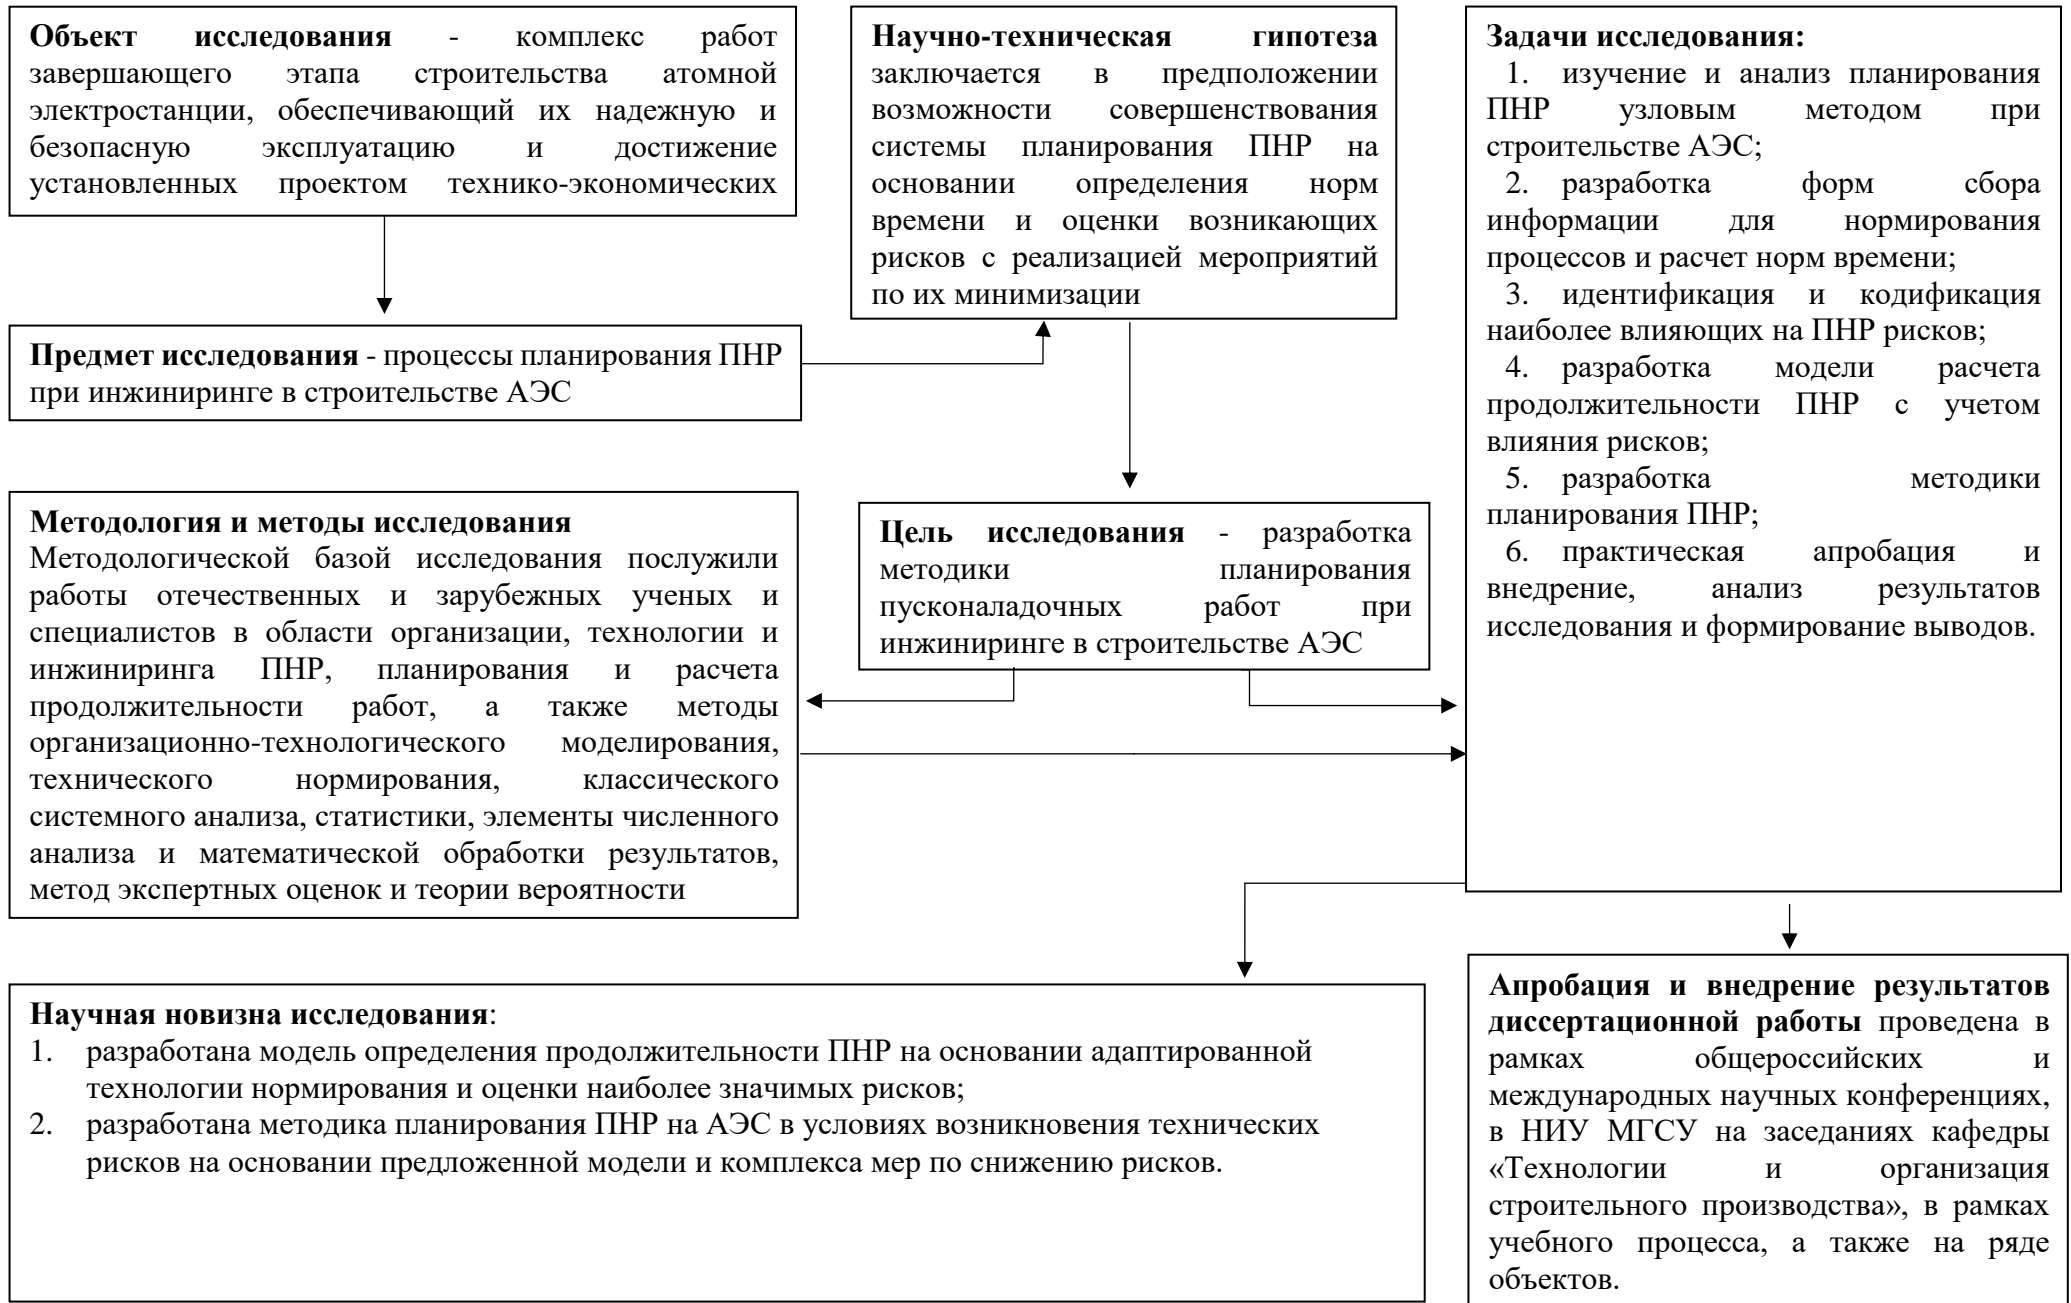 Объект исследования - комплекс работ
завершающего этапа строительства атомной
электростанции, обеспечивающий их надежную и
безопасную эксплуатацию и достижение
установленных проектом технико-экономических
Предмет исследования - процессы планирования ПНР
при инжиниринге в строительстве АЭС
Научно-техническая гипотеза
заключается в предположении
возможности совершенствования
системы планирования ПНР на
основании определения норм
времени и оценки возникающих
рисков с реализацией мероприятий
по их минимизации
Цель исследования - разработка
методики планирования
пусконаладочных работ при
инжиниринге в строительстве АЭС
Методология и методы исследования
Методологической базой исследования послужили
работы отечественных и зарубежных ученых и
специалистов в области организации, технологии и
инжиниринга ПНР, планирования и расчета
продолжительности работ, а также методы
организационно-технологического моделирования,
технического нормирования, классического
системного анализа, статистики, элементы численного
анализа и математической обработки результатов,
метод экспертных оценок и теории вероятности
Задачи исследования:
1. изучение и анализ планирования
ПНР узловым методом при
строительстве АЭС;
2. разработка форм сбора
информации для нормирования
процессов и расчет норм времени;
3. идентификация и кодификация
наиболее влияющих на ПНР рисков;
4. разработка модели расчета
продолжительности ПНР с учетом
влияния рисков;
5. разработка методики
планирования ПНР;
6. практическая апробация и
внедрение, анализ результатов
исследования и формирование выводов.
Научная новизна исследования:
1. разработана модель определения продолжительности ПНР на основании адаптированной
технологии нормирования и оценки наиболее значимых рисков;
2. разработана методика планирования ПНР на АЭС в условиях возникновения технических
рисков на основании предложенной модели и комплекса мер по снижению рисков.
Апробация и внедрение результатов
диссертационной работы проведена в
рамках общероссийских и
международных научных конференциях,
в НИУ МГСУ на заседаниях кафедры
«Технологии и организация
строительного производства», в рамках
учебного процесса, а также на ряде
объектов.